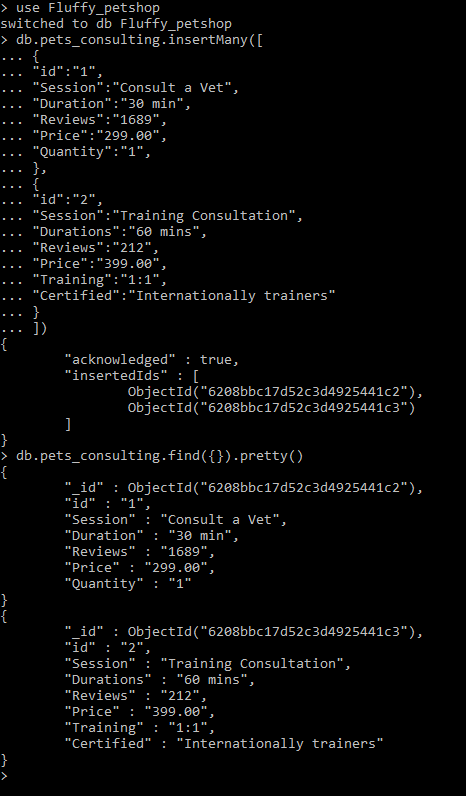 > use Fluffy_petshop
switched to db Fluffy_petshop
> db.pets_consulting.insertMany([
... {
... "id":"1",
... "Session":"Consult a Vet",
... "Duration":"30 min",
... "Reviews":"1689",
... "Price":"299.00",
... "Quantity":"1",
... },
... {
... "id":"2",
... "Session":"Training Consultation",
... "Durations":"60 mins",
... "Reviews":"212",
... "Price":"399.00",
... "Training":"1:1",
... "Certified":"Internationally trainers"
... }
... ])
{
        "acknowledged" : true,
        "insertedIds" : [
                ObjectId("6208bbc17d52c3d4925441c2"),
                ObjectId("6208bbc17d52c3d4925441c3")
        ]
}
> db.pets_consulting.find({}).pretty()
{
        "_id" : ObjectId("6208bbc17d52c3d4925441c2"),
        "id" : "1",
        "Session" : "Consult a Vet",
        "Duration" : "30 min",
        "Reviews" : "1689",
        "Price" : "299.00",
        "Quantity" : "1"
}
{
        "_id" : ObjectId("6208bbc17d52c3d4925441c3"),
        "id" : "2",
        "Session" : "Training Consultation",
        "Durations" : "60 mins",
        "Reviews" : "212",
        "Price" : "399.00",
        "Training" : "1:1",
        "Certified" : "Internationally trainers"
}
>